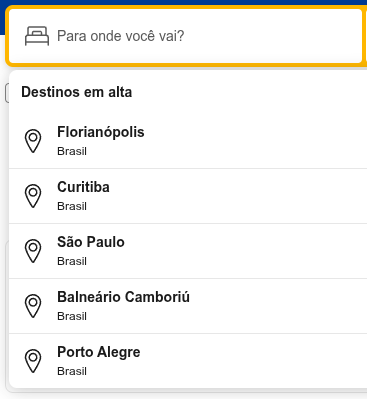 Para onde você vai?
Destinos em alta
Florianópolis
Brasil
Curitiba
Brasil
São Paulo
Brasil
Balneário Camboriú
Brasil
Porto Alegre
Brasil